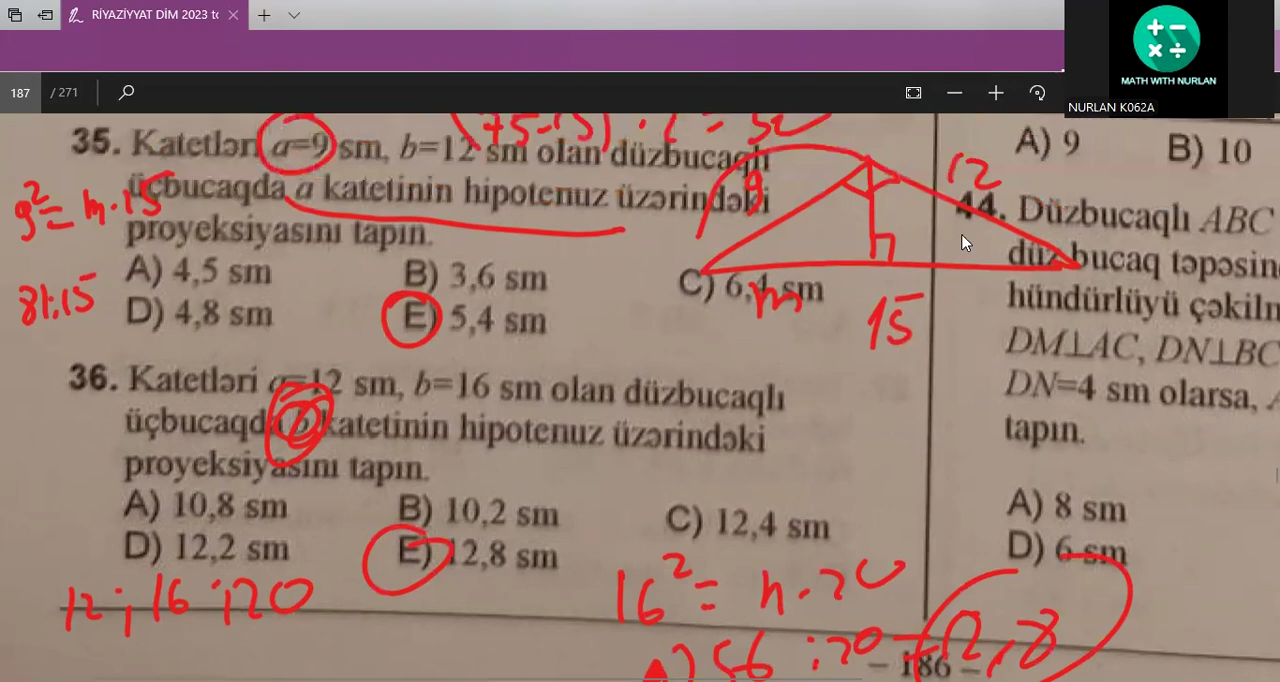 RİYAZİYYAT DİM 2023 to
187 / 271
MATH WITH NURLAN
NURLAN K062A
35. Katetləri a=9 sm, b=12 sm olan düzbucaqlı
üçbucaqda a katetinin hipotenuz üzərindəki
proyeksiyasını tapın.
A) 4,5 sm B) 3,6 sm C) 6,4 sm
D) 4,8 sm E) 5,4 sm
9² = m·15
81:15
9
12
m
15
36. Katetləri a=12 sm, b=16 sm olan düzbucaqlı
üçbucaqda b katetinin hipotenuz üzərindəki
proyeksiyasını tapın.
A) 10,8 sm B) 10,2 sm C) 12,4 sm
D) 12,2 sm E) 12,8 sm
12; 16 ; 20
16² = n·20
256 :20 = 12,8
– 186 –
A) 9 B) 10
44. Düzbucaqlı ABC
düz bucaq təpəsin
hündürlüyü çəkiln
DM⊥AC, DN⊥BC
DN=4 sm olarsa,
tapın.
A) 8 sm
D) 6 sm